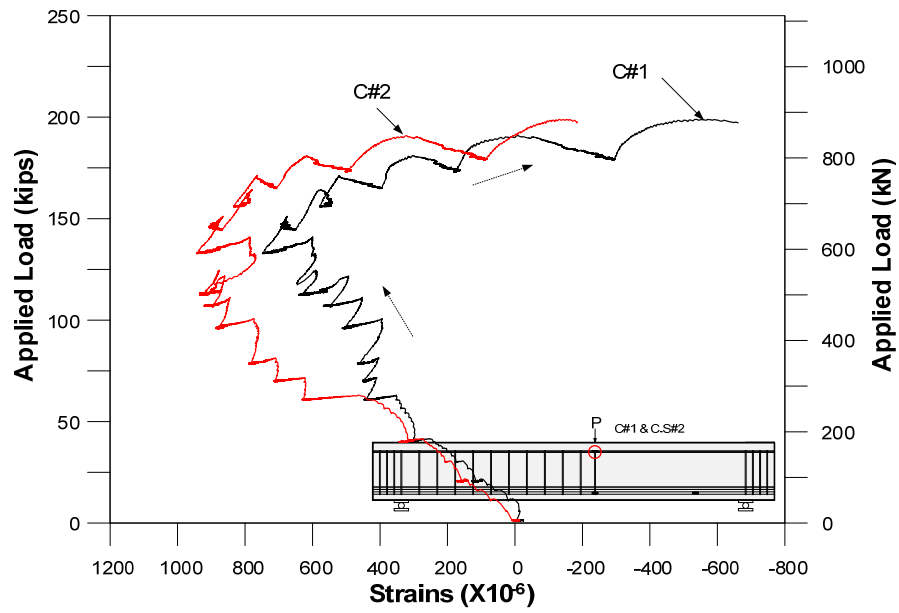 250
200
150
100
50
0
Applied Load (kips)
1000
800
600
400
200
0
Applied Load (kN)
C#2
C#1
P
C#1 & C.S#2
1200 1000 800 600 400 200 0 -200 -400 -600 -800
Strains (X10⁻⁶)